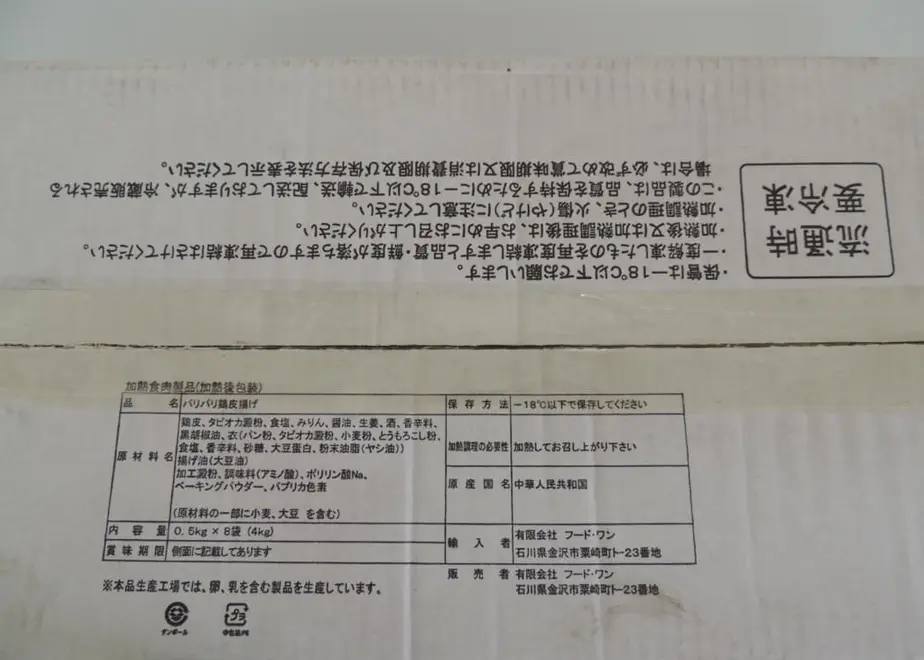 流通時
要冷凍
・保管は－18℃以下でお願いします。
・一度解凍したものを再度凍結しますと品質・鮮度が落ちますので再凍結はさけてください。
・加熱又は加熱調理後は、お早めにお召し上がりください。
・加熱調理のとき、火傷(やけど)に注意してください。
・この製品は、品質を保持するために－18℃以下で輸送、配送しておりますが、冷蔵販売される
場合は、必ず改めて賞味期限又は消費期限及び保存方法を表示してください。
加熱食肉製品(加熱後包装)
品 名 パリパリ鶏皮揚げ
原材料名 鶏皮、タピオカ澱粉、食塩、みりん、醤油、生姜、酒、香辛料、
黒胡椒油、衣(パン粉、タピオカ澱粉、小麦粉、とうもろこし粉、
食塩、香辛料、砂糖、大豆蛋白、粉末油脂(ヤシ油))
揚げ油(大豆油)
加工澱粉、調味料(アミノ酸)、ポリリン酸Na、
ベーキングパウダー、パプリカ色素
(原材料の一部に小麦、大豆 を含む)
内容量 0.5kg×8袋 (4kg)
賞味期限 側面に記載してあります
保存方法 －18℃以下で保存してください
加熱調理の必要性 加熱してお召し上がり下さい
原産国名 中華人民共和国
輸入者 有限会社 フード・ワン
石川県金沢市粟崎町ト-23番地
販売者 有限会社 フード・ワン
石川県金沢市粟崎町ト-23番地
※本品生産工場では、卵、乳を含む製品を生産しています。
ダンボール
プラ
中包装:PE